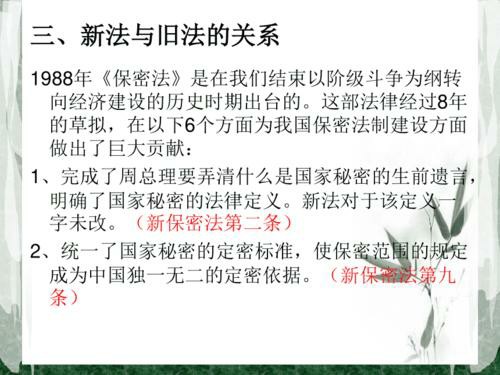 三、新法与旧法的关系
1988年《保密法》是在我们结束以阶级斗争为纲转
向经济建设的历史时期出台的。这部法律经过8年
的草拟，在以下6个方面为我国保密法制建设方面
做出了巨大贡献：
1、完成了周总理要弄清什么是国家秘密的生前遗言，
明确了国家秘密的法律定义。新法对于该定义一
字未改。（新保密法第二条）
2、统一了国家秘密的定密标准，使保密范围的规定
成为中国独一无二的定密依据。（新保密法第九
条）